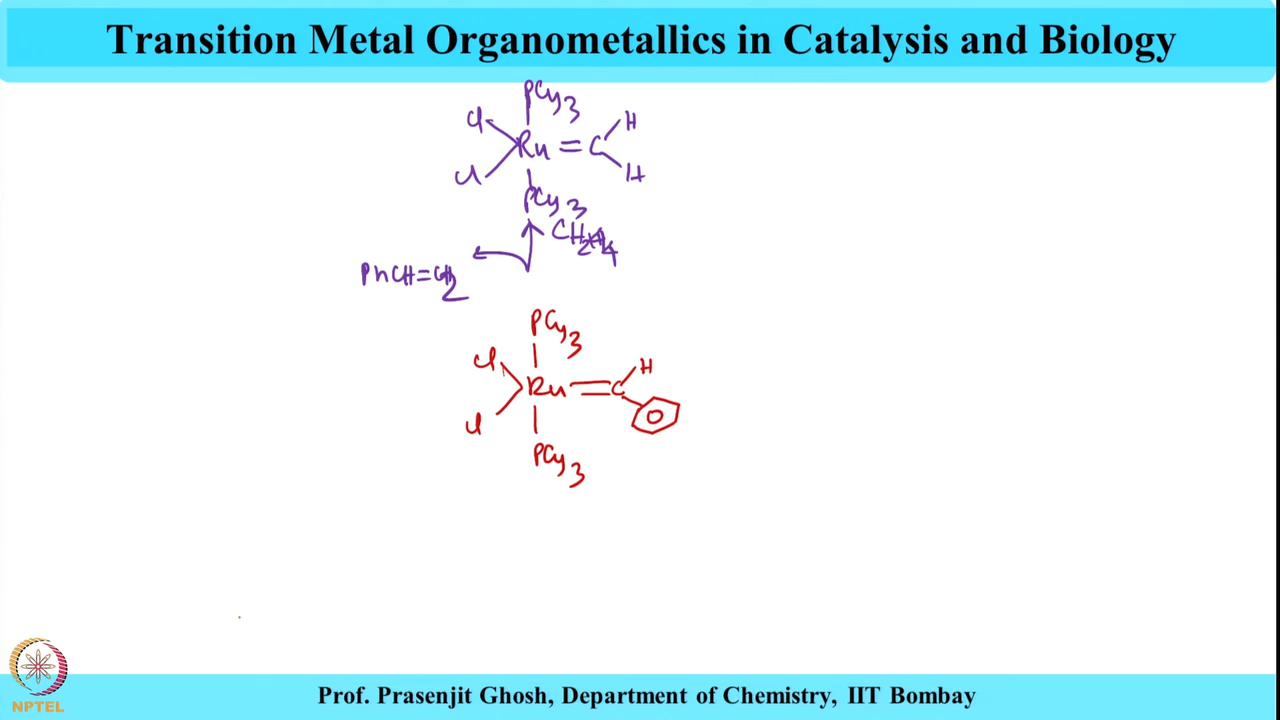 Transition Metal Organometallics in Catalysis and Biology
PCy3
Cl
H
Ru = C
Cl
H
PCy3
PhCH=CH2
PCy3
Cl
H
Ru = C
Cl
PCy3
NPTEL
Prof. Prasenjit Ghosh, Department of Chemistry, IIT Bombay